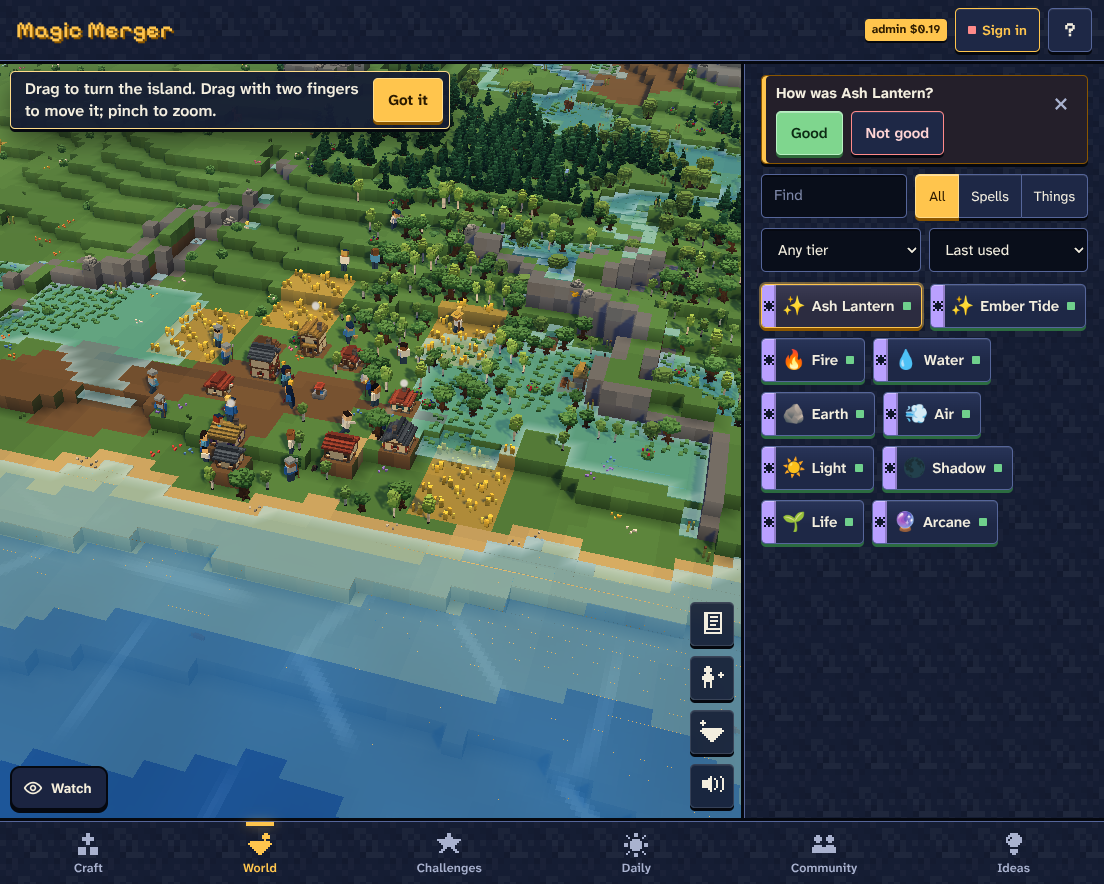 Magic Merger
admin $0.19
Sign in
?
Drag to turn the island. Drag with two fingers
to move it; pinch to zoom.
Got it
How was Ash Lantern?
Good
Not good
Find
All
Spells
Things
Any tier
Last used
Ash Lantern
Ember Tide
Fire
Water
Earth
Air
Light
Shadow
Life
Arcane
Watch
Craft
World
Challenges
Daily
Community
Ideas